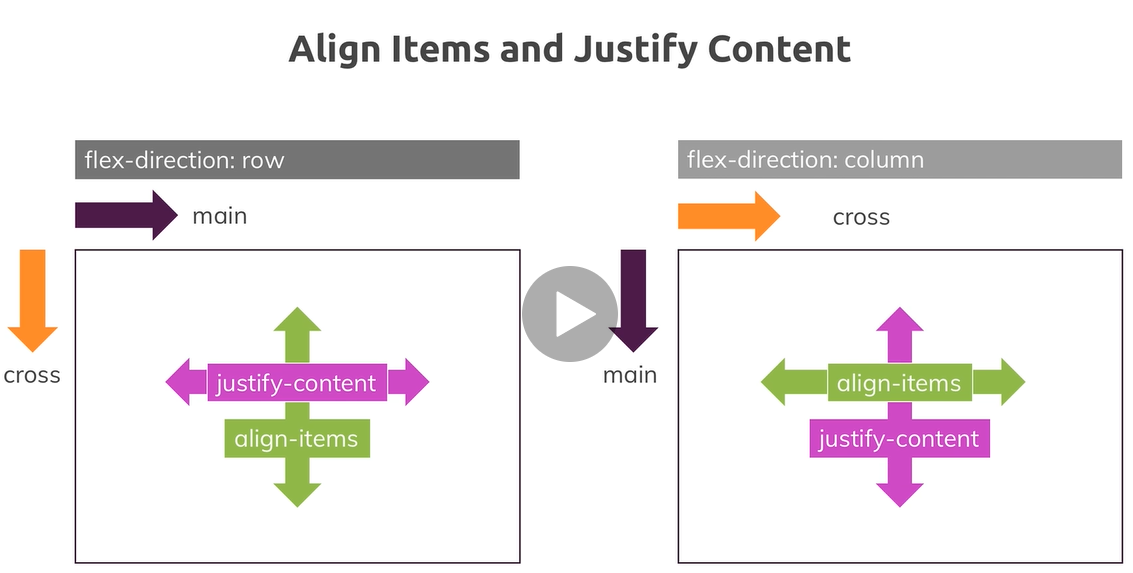 Align Items and Justify Content
flex-direction: row
main
cross
justify-content
align-items
flex-direction: column
cross
main
align-items
justify-content